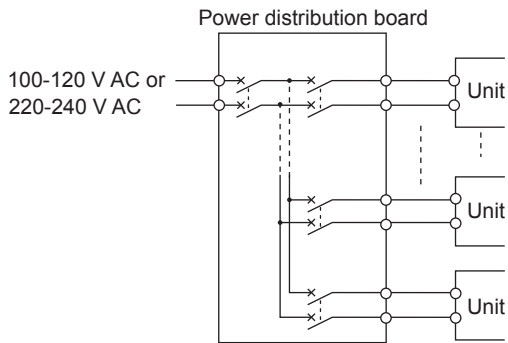 Power distribution board
100-120 V AC or
220-240 V AC
Unit
Unit
Unit